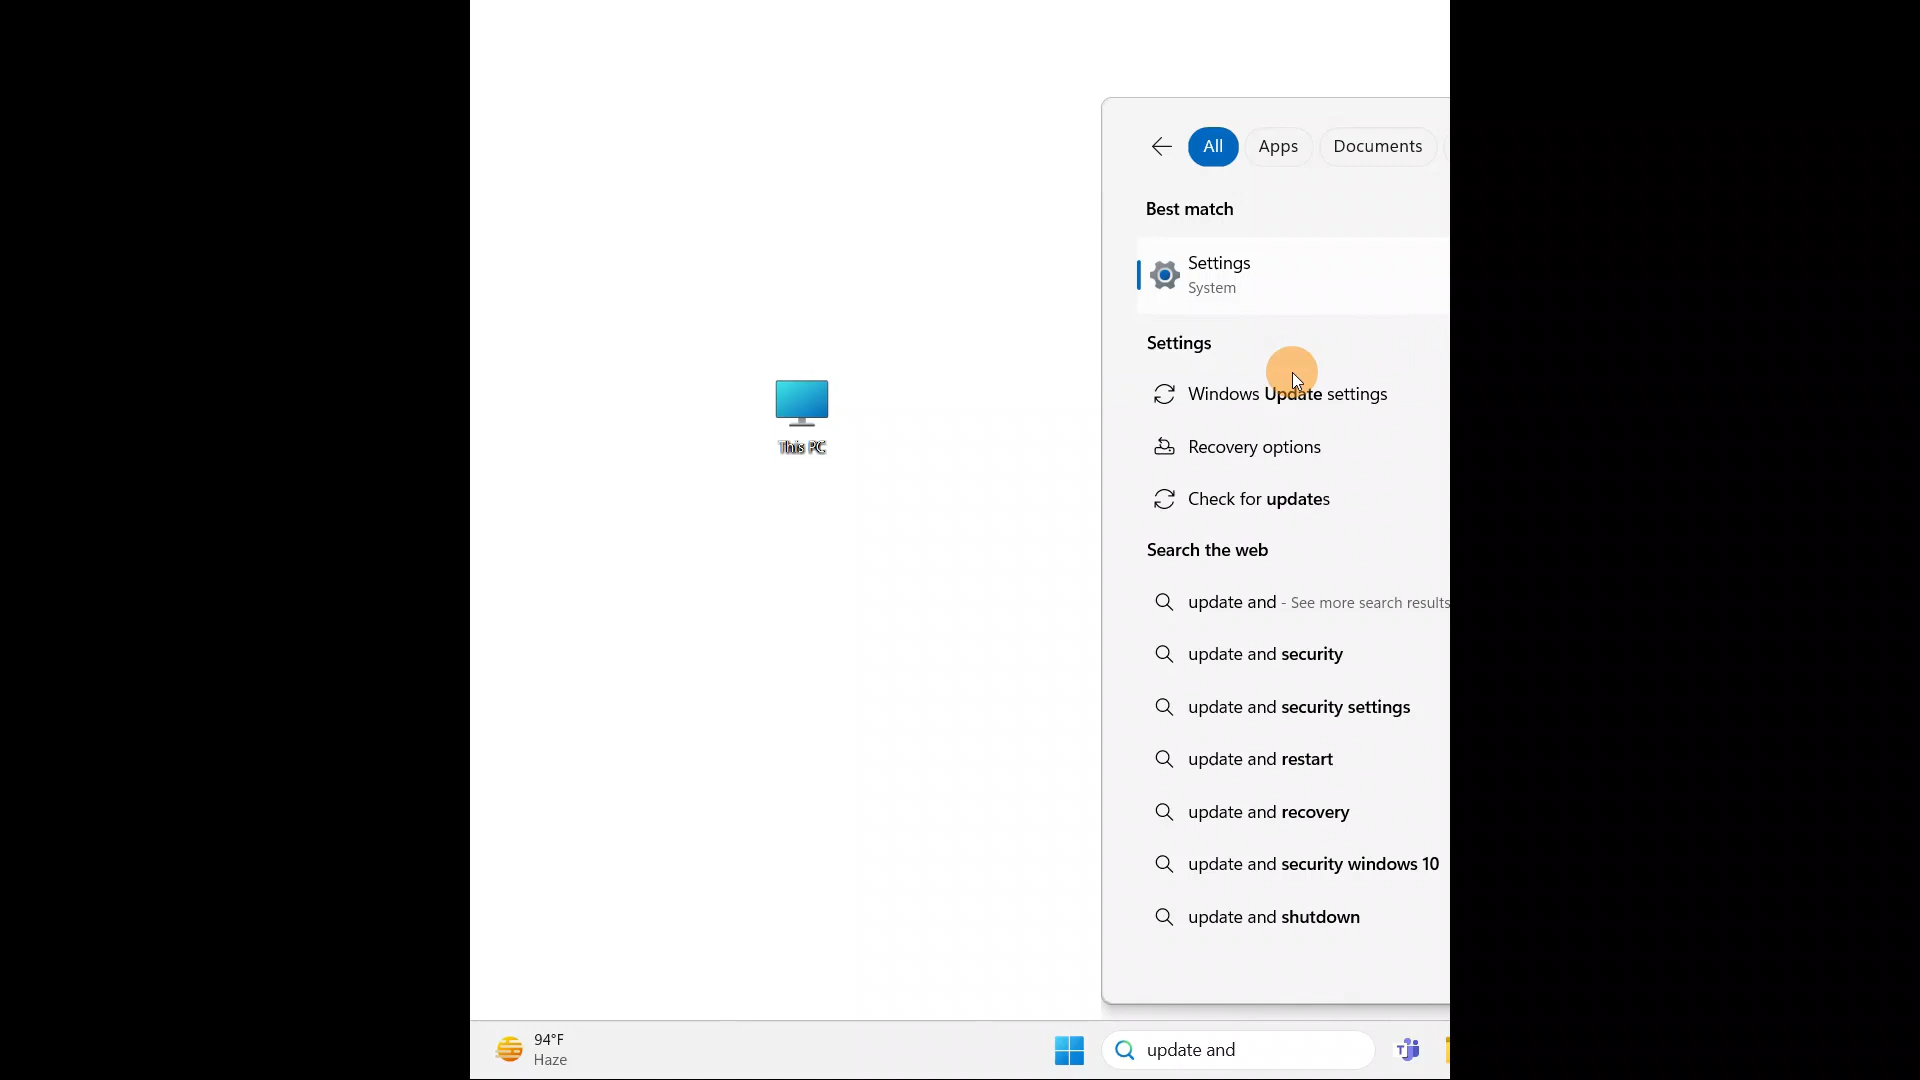 All
Apps
Documents
Best match
Settings
System
Settings
Windows Update settings
Recovery options
Check for updates
Search the web
update and - See more search results
update and security
update and security settings
update and restart
update and recovery
update and security windows 10
update and shutdown
This PC
94°F
Haze
update and